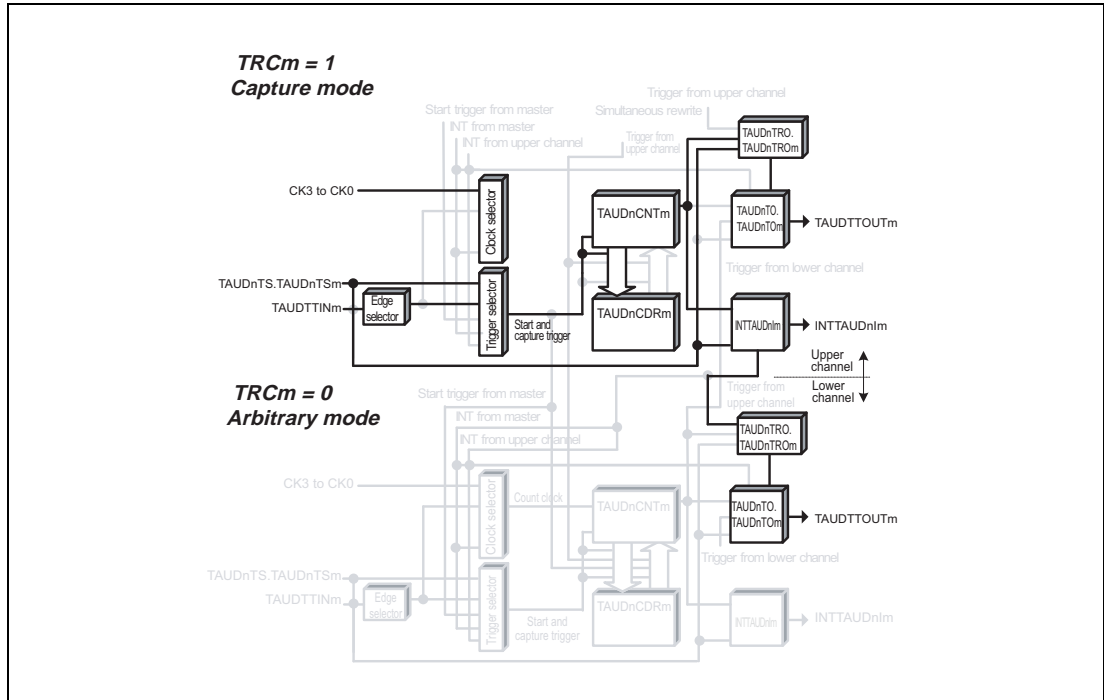 TRCm = 1
Capture mode
Trigger from upper channel
Simultaneous rewrite
Start trigger from master
INT from master
INT from upper channel
Trigger from
upper channel
TAUDnTRO.
TAUDnTROm
CK3 to CK0
Clock selector
TAUDnCNTm
TAUDnTO.
TAUDnTOm
TAUDTTOUTm
Trigger from lower channel
TAUDnTS.TAUDnTSm
TAUDTTINm
Edge
selector
Trigger selector
Start and
capture trigger
TAUDnCDRm
INTTAUDnIm
INTTAUDnIm
Upper
channel
Lower
channel
TRCm = 0
Arbitrary mode
Start trigger from master
INT from master
INT from upper channel
Trigger from
upper channel
TAUDnTRO.
TAUDnTROm
CK3 to CK0
Clock selector
Count clock
TAUDnCNTm
TAUDnTO.
TAUDnTOm
TAUDTTOUTm
Trigger from lower channel
TAUDnTS.TAUDnTSm
TAUDTTINm
Edge
selector
Trigger selector
Start and
capture trigger
TAUDnCDRm
INTTAUDnIm
INTTAUDnIm